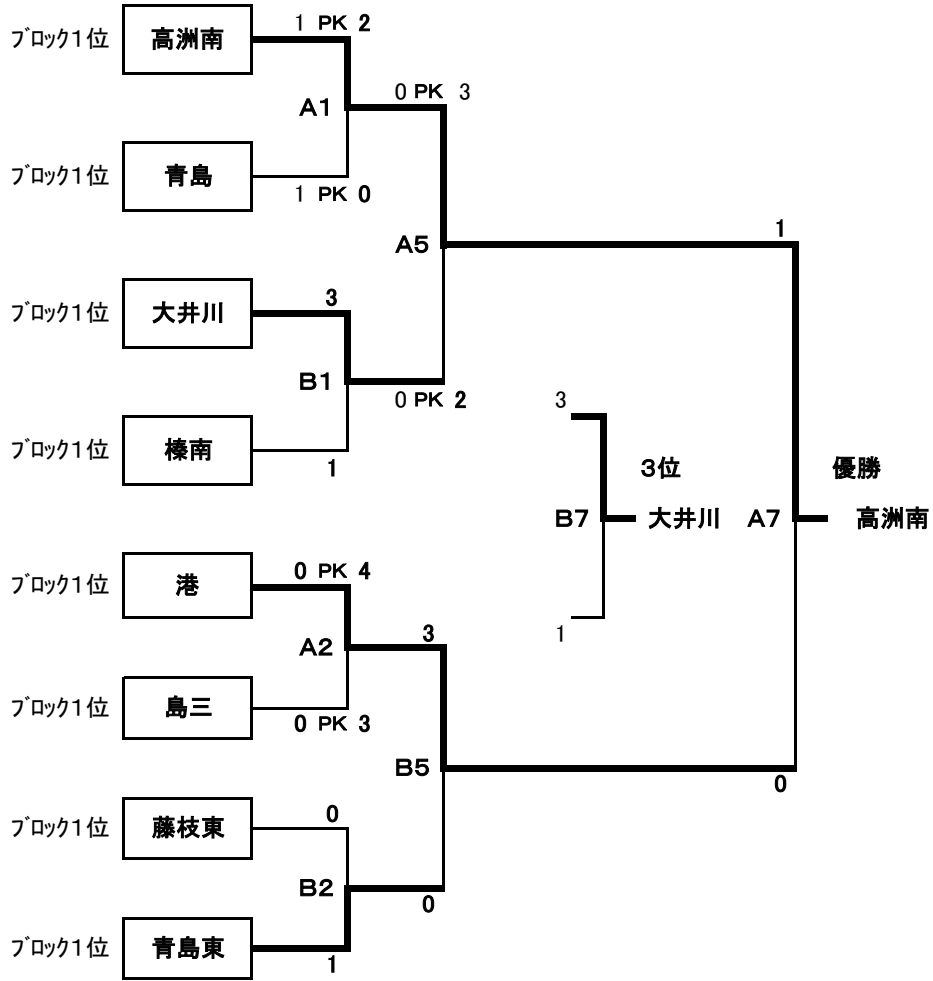 1 PK 2
ﾌﾞﾛｯｸ１位 高洲南
0 PK 3
A1
ﾌﾞﾛｯｸ１位 青島
1 PK 0
1
A5
3
ﾌﾞﾛｯｸ１位 大井川
B1
0 PK 2
3
ﾌﾞﾛｯｸ１位 榛南
1
３位 優勝
B7 大井川 A7 高洲南
0 PK 4
ﾌﾞﾛｯｸ１位 港
3
1
A2
ﾌﾞﾛｯｸ１位 島三
0 PK 3
B5
0
0
ﾌﾞﾛｯｸ１位 藤枝東
B2
0
ﾌﾞﾛｯｸ１位 青島東
1